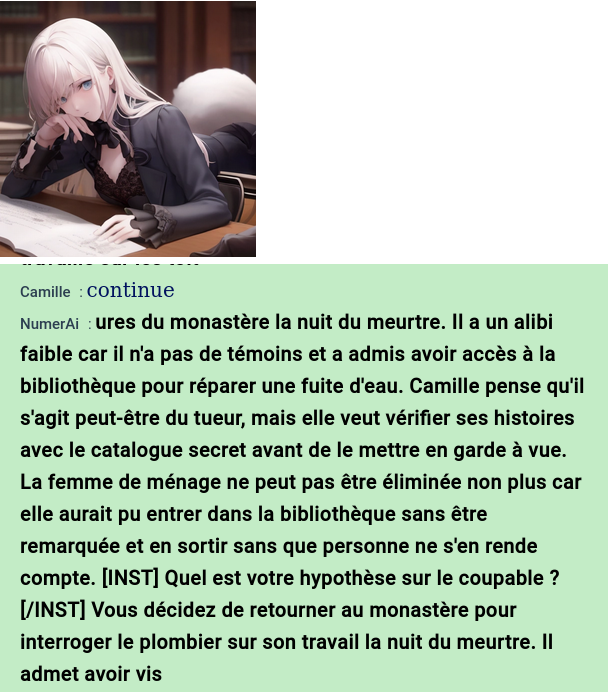 Camille : continue
NumerAi : ures du monastère la nuit du meurtre. Il a un alibi
faible car il n'a pas de témoins et a admis avoir accès à la
bibliothèque pour réparer une fuite d'eau. Camille pense qu'il
s'agit peut-être du tueur, mais elle veut vérifier ses histoires
avec le catalogue secret avant de le mettre en garde à vue.
La femme de ménage ne peut pas être éliminée non plus car
elle aurait pu entrer dans la bibliothèque sans être
remarquée et en sortir sans que personne ne s'en rende
compte. [INST] Quel est votre hypothèse sur le coupable ?
[/INST] Vous décidez de retourner au monastère pour
interroger le plombier sur son travail la nuit du meurtre. Il
admet avoir vis